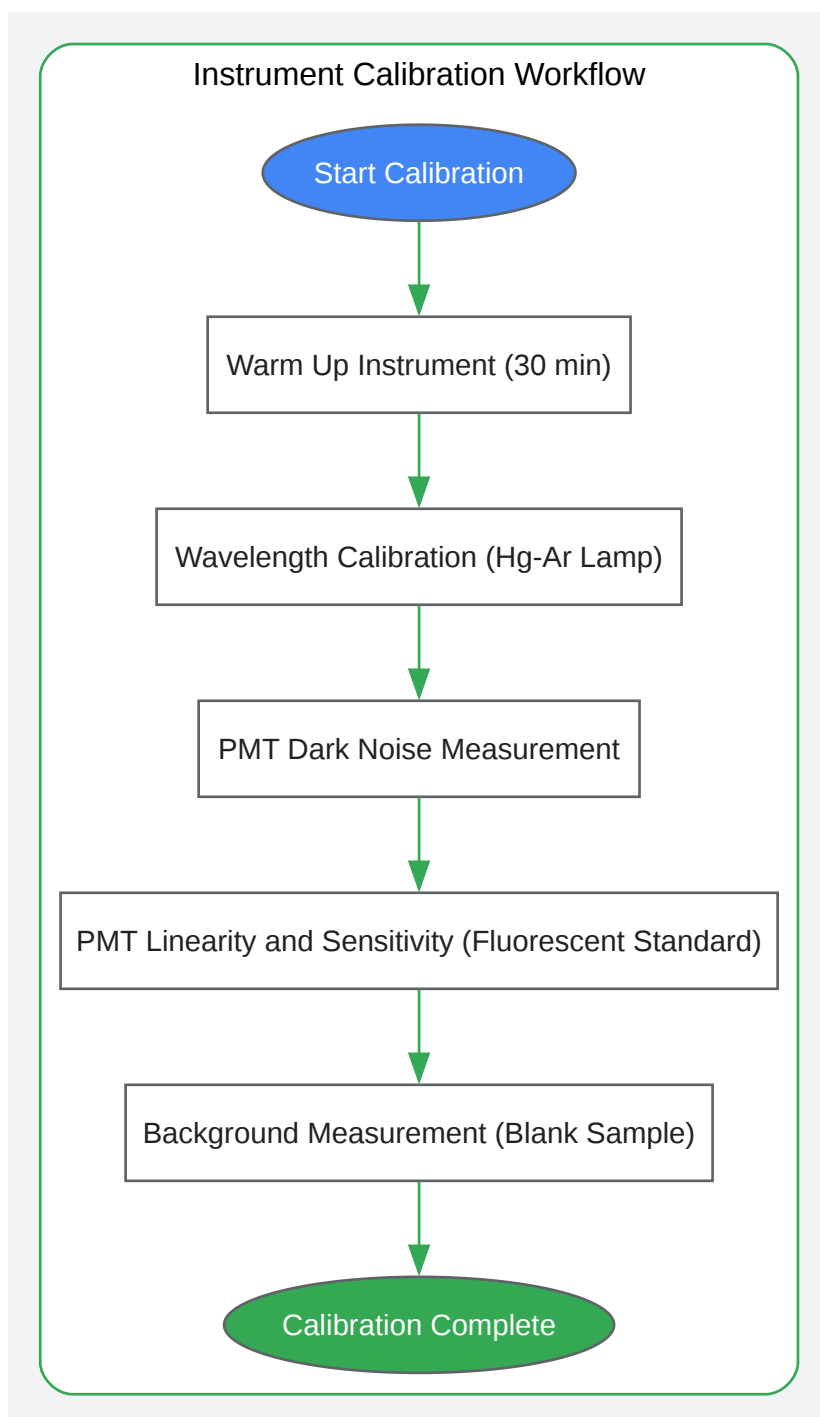 Instrument Calibration Workflow
Start Calibration
Warm Up Instrument (30 min)
Wavelength Calibration (Hg-Ar Lamp)
PMT Dark Noise Measurement
PMT Linearity and Sensitivity (Fluorescent Standard)
Background Measurement (Blank Sample)
Calibration Complete